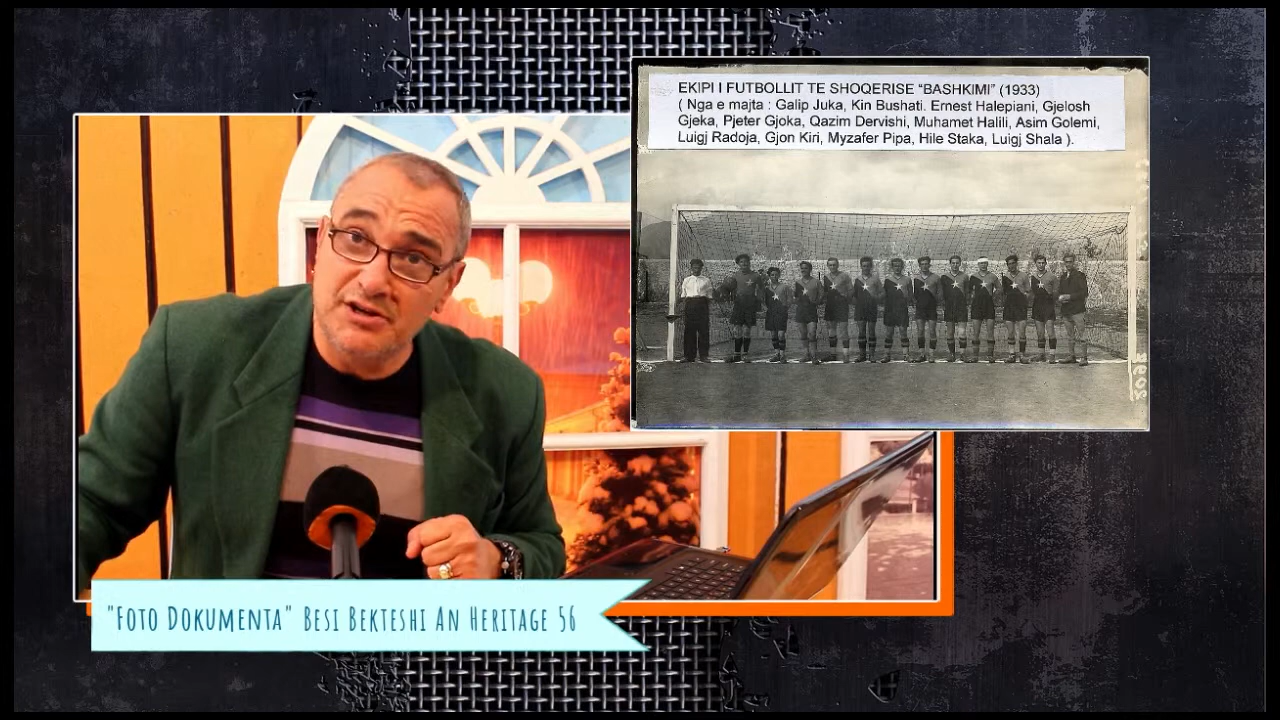 EKIPI I FUTBOLLIT TE SHOQERISE "BASHKIMI" (1933)
( Nga e majta : Galip Juka, Kin Bushati. Ernest Halepiani, Gjelosh
Gjeka, Pjeter Gjoka, Qazim Dervishi, Muhamet Halili, Asim Golemi,
Luigj Radoja, Gjon Kiri, Myzafer Pipa, Hile Staka, Luigj Shala ).
"FOTO DOKUMENTA" BESI BEKTESHI AN HERITAGE 56